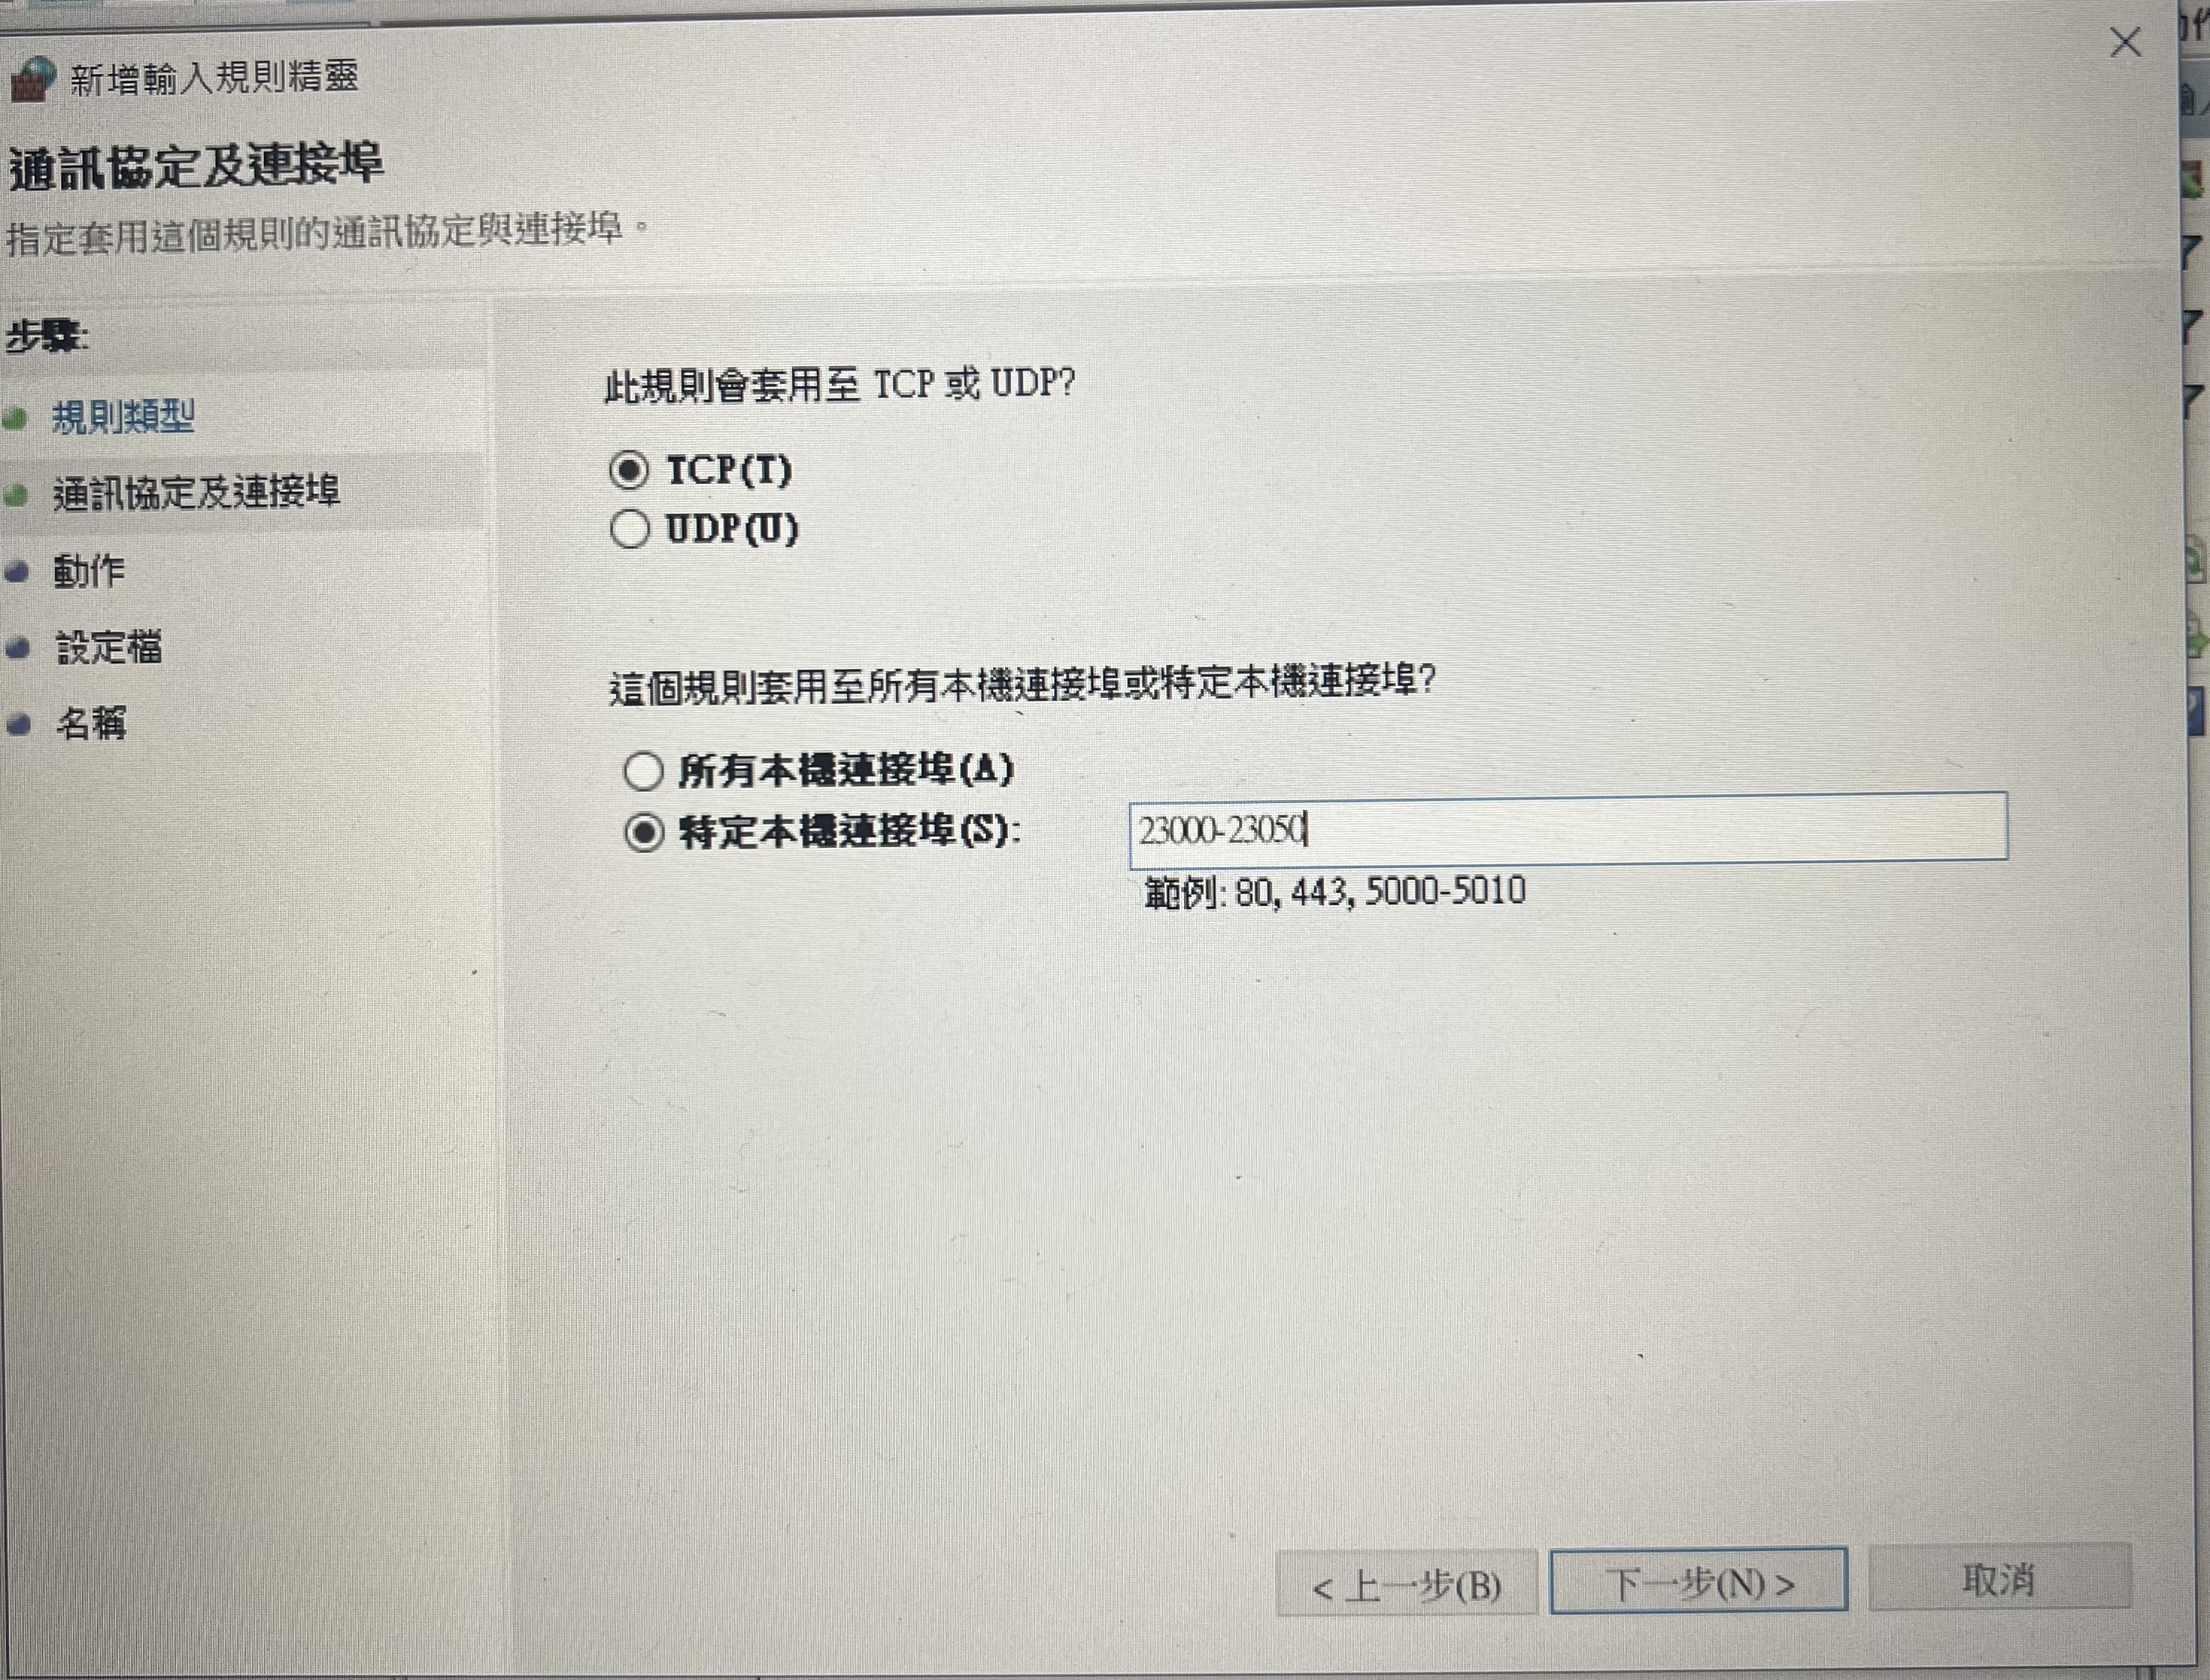 新增輸入規則精靈
通訊協定及連接埠
指定套用這個規則的通訊協定與連接埠。
步驟:
規則類型
通訊協定及連接埠
動作
設定檔
名稱
此規則會套用至 TCP 或 UDP?
TCP(T)
UDP(U)
這個規則套用至所有本機連接埠或特定本機連接埠?
所有本機連接埠(A)
特定本機連接埠(S):
23000-23050
範例: 80, 443, 5000-5010
< 上一步(B)
下一步(N) >
取消